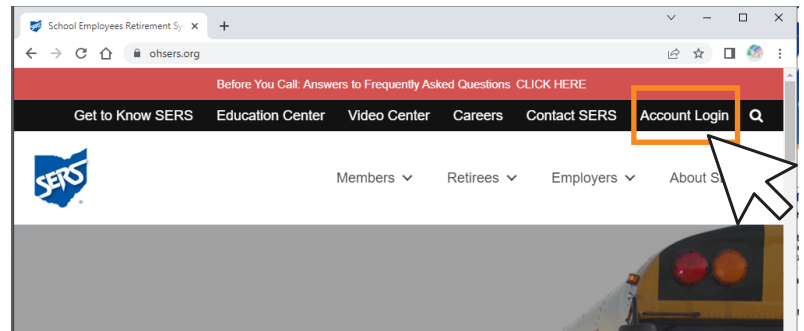 School Employees Retirement Sy
ohsers.org
Before You Call: Answers to Frequently Asked Questions CLICK HERE
Get to Know SERS Education Center Video Center Careers Contact SERS Account Login
SERS
Members Retirees Employers About S